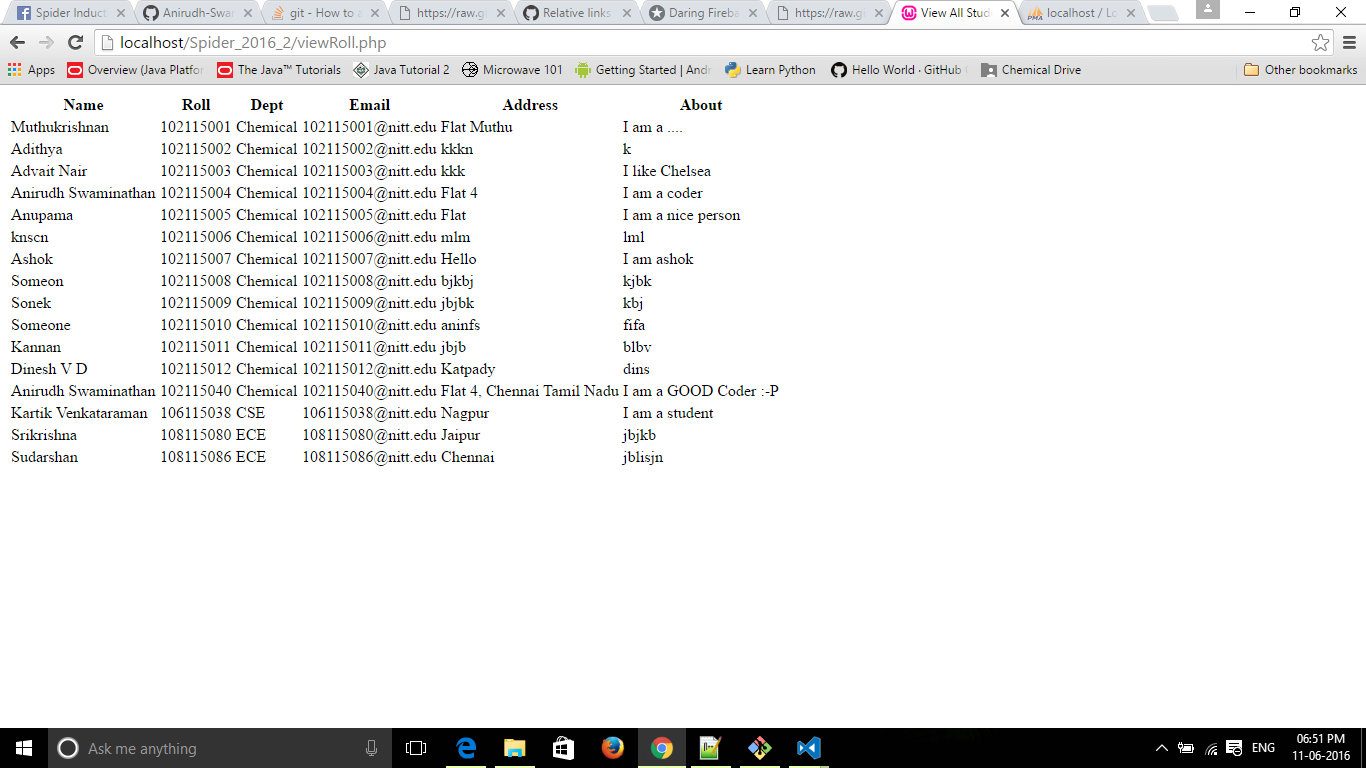 Spider Induct Anirudh-Swar git - How to a https://raw.gi Relative links Daring Fireba https://raw.gi View All Stud localhost / Lo
localhost/Spider_2016_2/viewRoll.php
Apps Overview (Java Platfor The Java™ Tutorials Java Tutorial 2 Microwave 101 Getting Started | Andr Learn Python Hello World · GitHub Chemical Drive Other bookmarks
Name Roll Dept Email Address About
Muthukrishnan 102115001 Chemical 102115001@nitt.edu Flat Muthu I am a ....
Adithya 102115002 Chemical 102115002@nitt.edu kkkn k
Advait Nair 102115003 Chemical 102115003@nitt.edu kkk I like Chelsea
Anirudh Swaminathan 102115004 Chemical 102115004@nitt.edu Flat 4 I am a coder
Anupama 102115005 Chemical 102115005@nitt.edu Flat I am a nice person
knscn 102115006 Chemical 102115006@nitt.edu mlm lml
Ashok 102115007 Chemical 102115007@nitt.edu Hello I am ashok
Someon 102115008 Chemical 102115008@nitt.edu bjkbj kjbk
Sonek 102115009 Chemical 102115009@nitt.edu jbjbk kbj
Someone 102115010 Chemical 102115010@nitt.edu aninfs fifa
Kannan 102115011 Chemical 102115011@nitt.edu jbjb blbv
Dinesh V D 102115012 Chemical 102115012@nitt.edu Katpady dins
Anirudh Swaminathan 102115040 Chemical 102115040@nitt.edu Flat 4, Chennai Tamil Nadu I am a GOOD Coder :-P
Kartik Venkataraman 106115038 CSE 106115038@nitt.edu Nagpur I am a student
Srikrishna 108115080 ECE 108115080@nitt.edu Jaipur jbjkb
Sudarshan 108115086 ECE 108115086@nitt.edu Chennai jblisjn
Ask me anything ENG 06:51 PM
11-06-2016